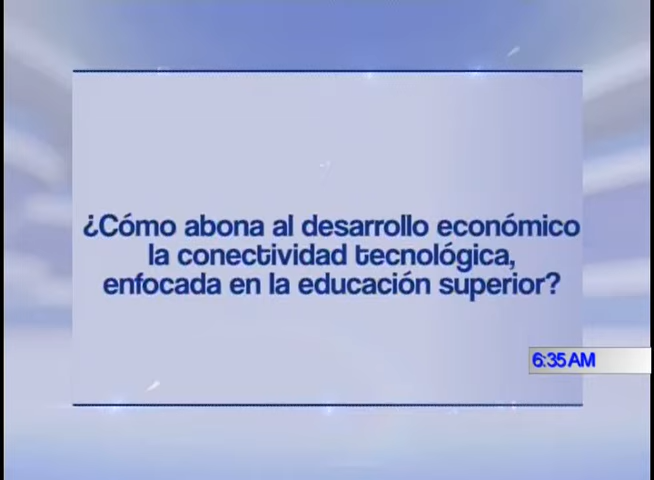 ¿Cómo abona al desarrollo económico
la conectividad tecnológica,
enfocada en la educación superior?
6:35 AM